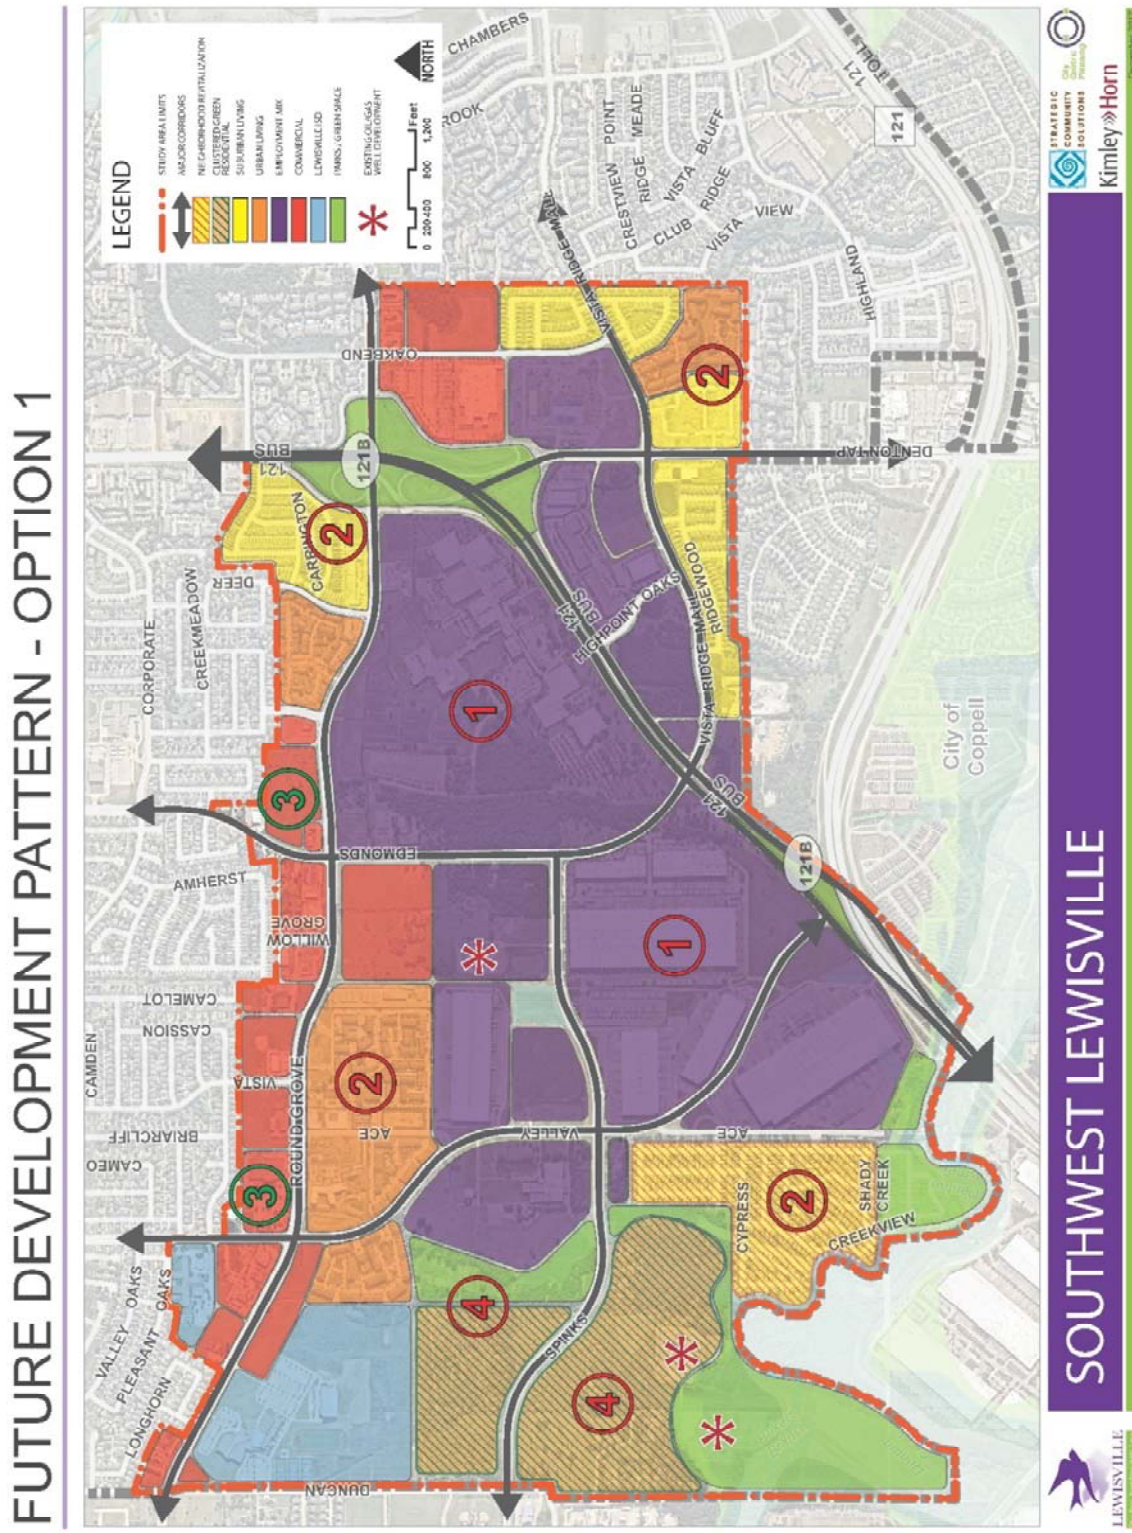 FUTURE DEVELOPMENT PATTERN - OPTION 1
LEGEND
STUDY AREA LIMITS
MAJOR CORRIDORS
NEIGHBORHOOD REVITALIZATION
CLUSTERED GREEN
RESIDENTIAL
SUBURBAN LIVING
URBAN LIVING
EMPLOYMENT MIX
COMMERCIAL
LEWISVILLE ISD
PARKS / GREEN SPACE
EXISTING OIL/GAS
WELL DEVELOPMENT
0 200 400 800 1,200
Feet
NORTH
CHAMBERS
ROOK
121
TOLL
121
CRESTVIEW POINT
RIDGE MEADE
VISTA BLUFF
CLUB RIDGE
VISTA VIEW
HIGHLAND
VISTA RIDGE MALL
OAKBEND
2
DENTON TAP
121 BUS
121B
CARRINGTON
2
DEER
CREEKMEADOW
CORPORATE
1
121 BUS
HIGHPOINT OAKS
RIDGEWOOD
VISTA RIDGE MALL
121 BUS
121B
City of
Coppell
3
EDMONDS
AMHERST
WILLOW
GROVE
CAMELOT
CASSION
CAMDEN
VISTA
BRIARCLIFF
CAMEO
ROUND GROVE
3
2
ACE
VALLEY
ACE
1
CYPRESS
2
SHADY
CREEK
CREEKVIEW
OAKS
OAKS
VALLEY
PLEASANT
LONGHORN
DUNCAN
4
SPINKS
4
LEWISVILLE
SOUTHWEST LEWISVILLE
STRATEGIC
COMMUNITY
SOLUTIONS
Kimley»Horn